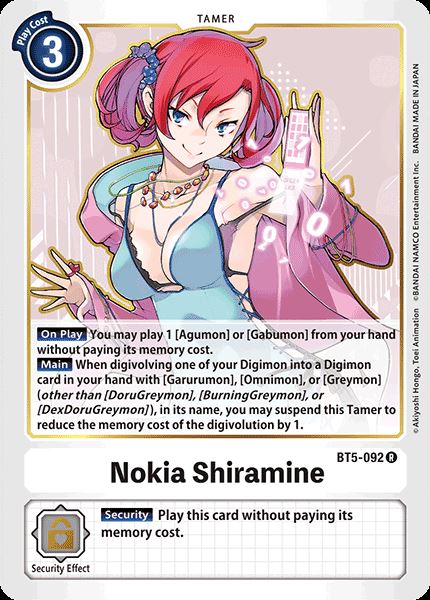 TAMER
Play Cost
3
On Play You may play 1 [Agumon] or [Gabumon] from your hand
without paying its memory cost.
Main When digivolving one of your Digimon into a Digimon
card in your hand with [Garurumon], [Omnimon], or [Greymon]
(other than [DoruGreymon], [BurningGreymon], or
[DexDoruGreymon]), in its name, you may suspend this Tamer to
reduce the memory cost of the digivolution by 1.
©Akiyoshi Hongo, Toei Animation ©BANDAI NAMCO Entertainment Inc. BANDAI MADE IN JAPAN
BT5-092 R
Nokia Shiramine
Security Play this card without paying its
memory cost.
Security Effect